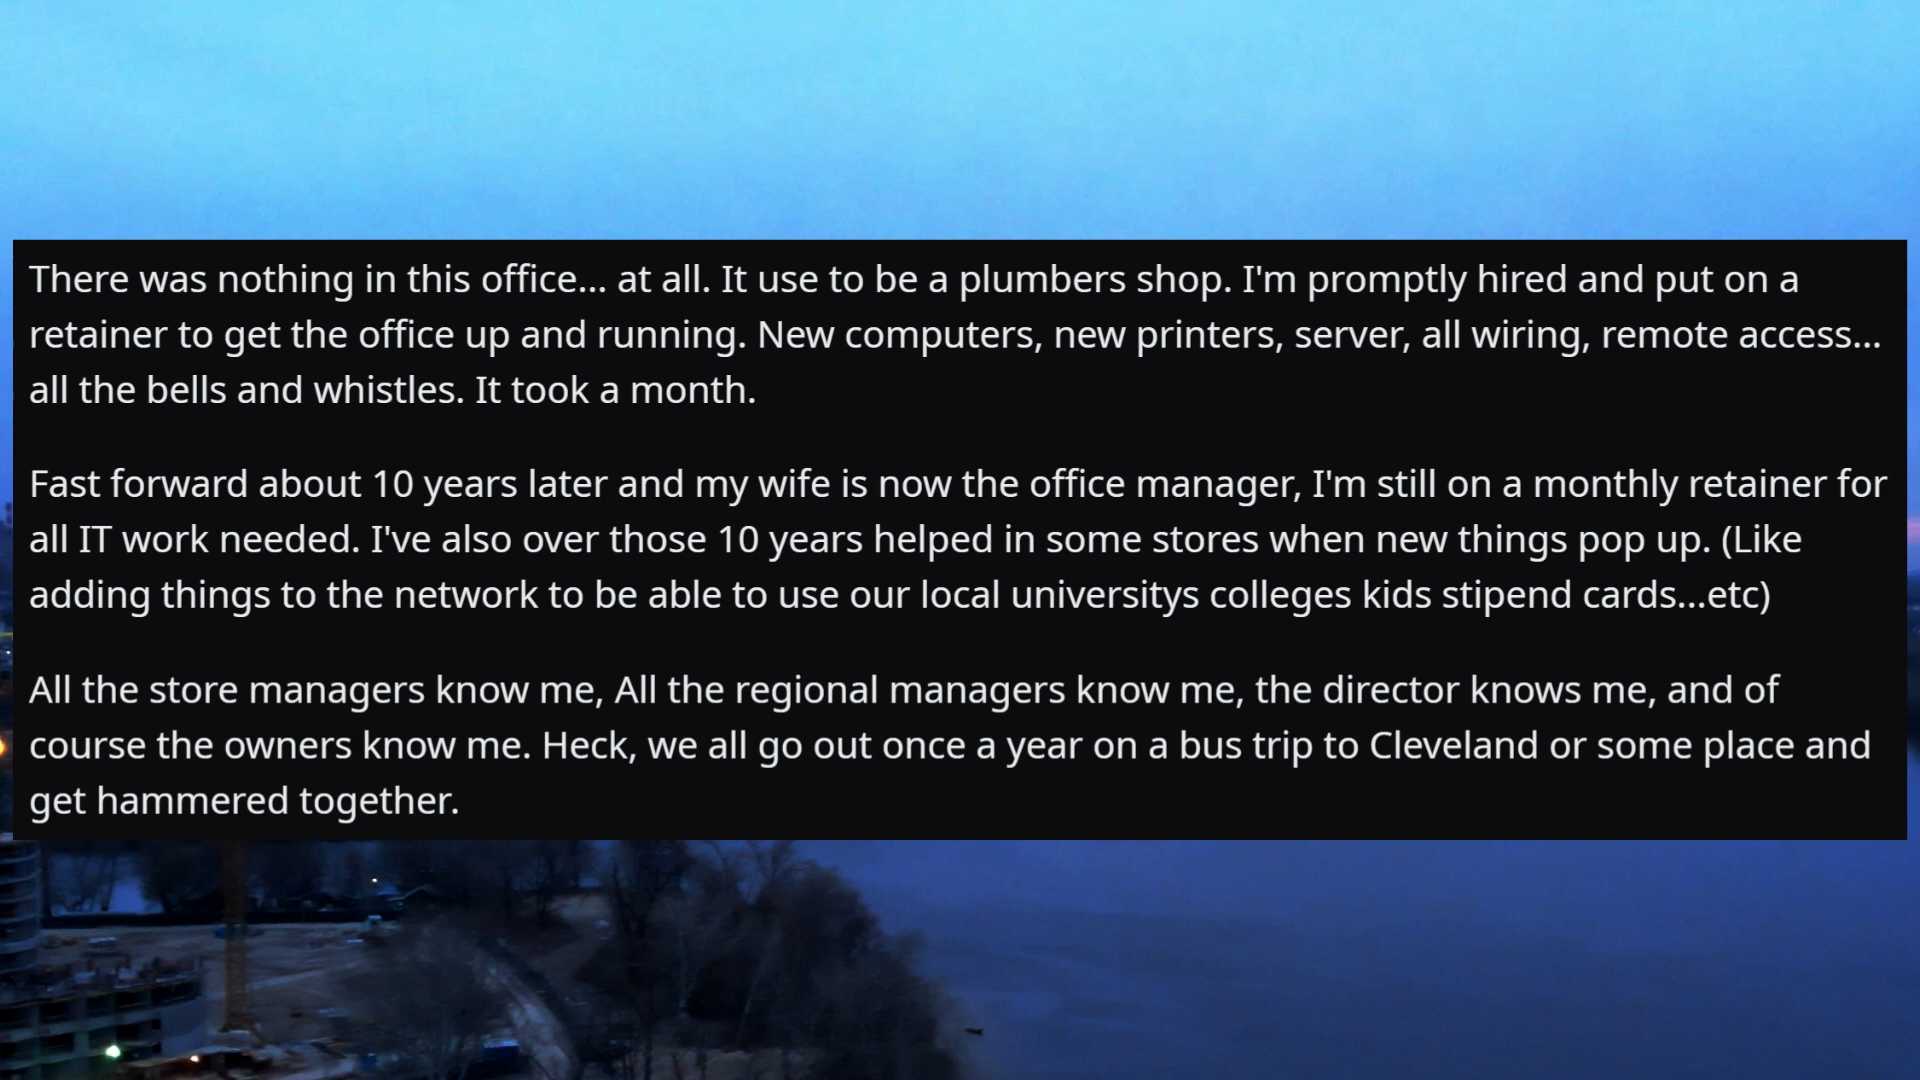 There was nothing in this office... at all. It use to be a plumbers shop. I'm promptly hired and put on a
retainer to get the office up and running. New computers, new printers, server, all wiring, remote access...
all the bells and whistles. It took a month.
Fast forward about 10 years later and my wife is now the office manager, I'm still on a monthly retainer for
all IT work needed. I've also over those 10 years helped in some stores when new things pop up. (Like
adding things to the network to be able to use our local universitys colleges kids stipend cards...etc)
All the store managers know me, All the regional managers know me, the director knows me, and of
course the owners know me. Heck, we all go out once a year on a bus trip to Cleveland or some place and
get hammered together.